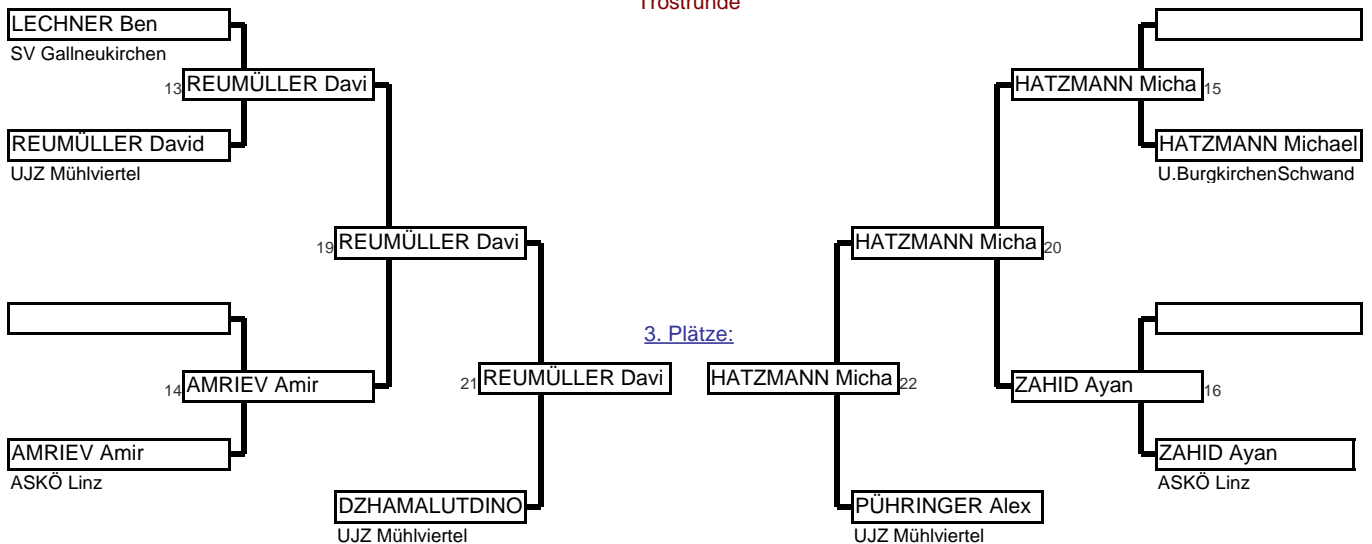 Trostrunde
LECHNER Ben
SV Gallneukirchen
13 REUMÜLLER Davi
REUMÜLLER David
UJZ Mühlviertel
19 REUMÜLLER Davi
14 AMRIEV Amir
AMRIEV Amir
ASKÖ Linz
3. Plätze:
21 REUMÜLLER Davi
DZHAMALUTDINO
UJZ Mühlviertel
HATZMANN Micha 15
HATZMANN Michael
U.BurgkirchenSchwand
HATZMANN Micha 20
HATZMANN Micha 22
ZAHID Ayan 16
ZAHID Ayan
ASKÖ Linz
PÜHRINGER Alex
UJZ Mühlviertel